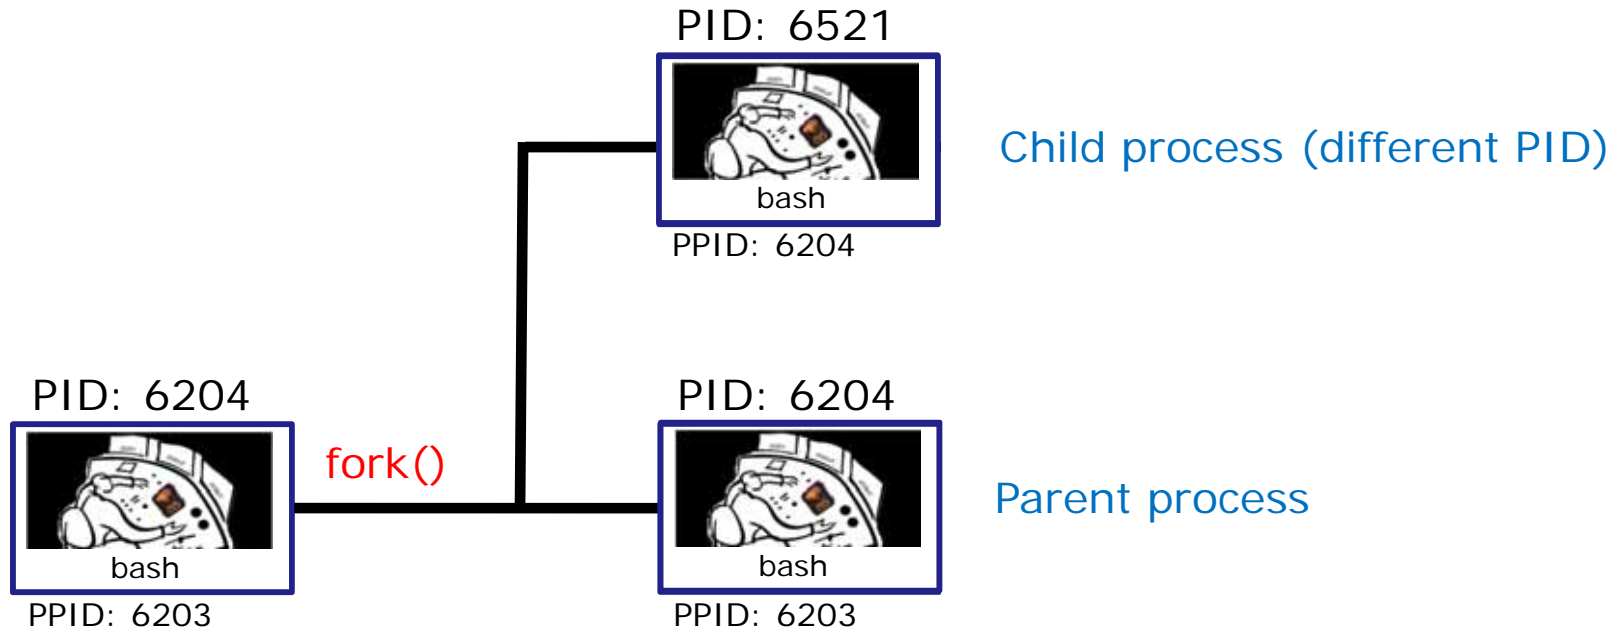 PID: 6521
bash
PPID: 6204
Child process (different PID)
PID: 6204
bash
PPID: 6203
fork()
PID: 6204
bash
PPID: 6203
Parent process